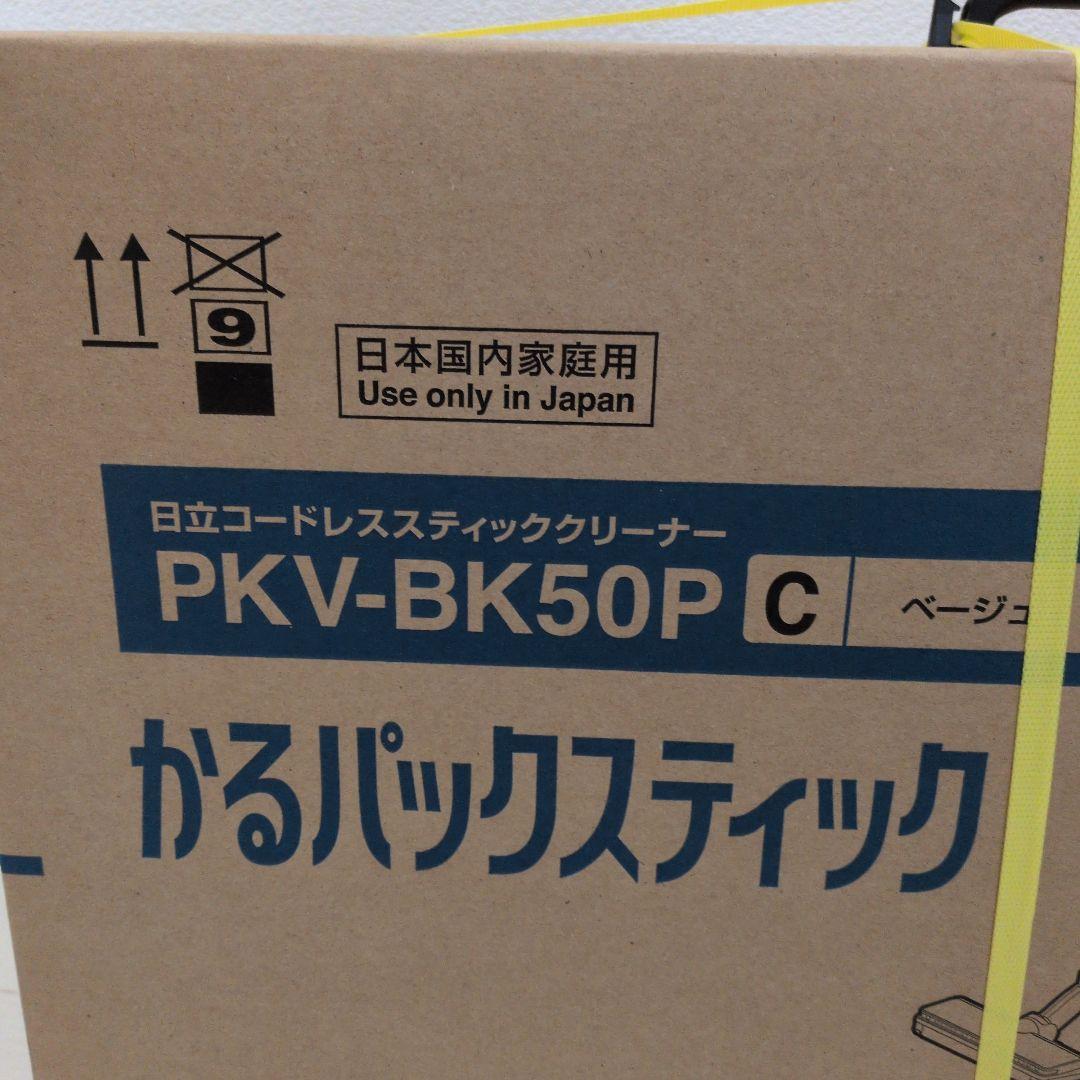 9
日本国内家庭用
Use only in Japan
日立コードレススティッククリーナー
PKV-BK50P C ベージュ
かるパックスティック